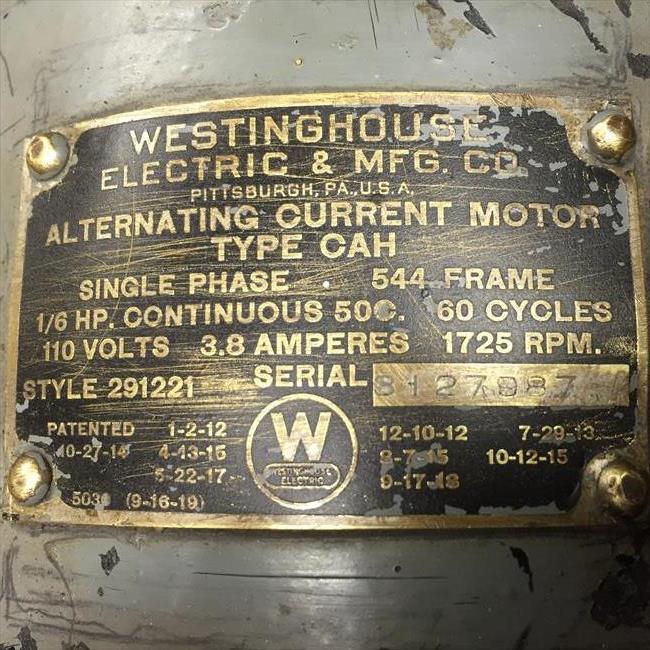 WESTINGHOUSE
ELECTRIC & MFG. CO.
PITTSBURGH, PA., U.S.A.
ALTERNATING CURRENT MOTOR
TYPE CAH
SINGLE PHASE 544 FRAME
1/6 HP. CONTINUOUS 50C. 60 CYCLES
110 VOLTS 3.8 AMPERES 1725 RPM.
STYLE 291221 SERIAL 8127987
PATENTED 1-2-12 12-10-12 7-29-13
10-27-14 4-13-15 8-7-15 10-12-15
5-22-17 9-17-18
W
WESTINGHOUSE
ELECTRIC
(9-16-19)